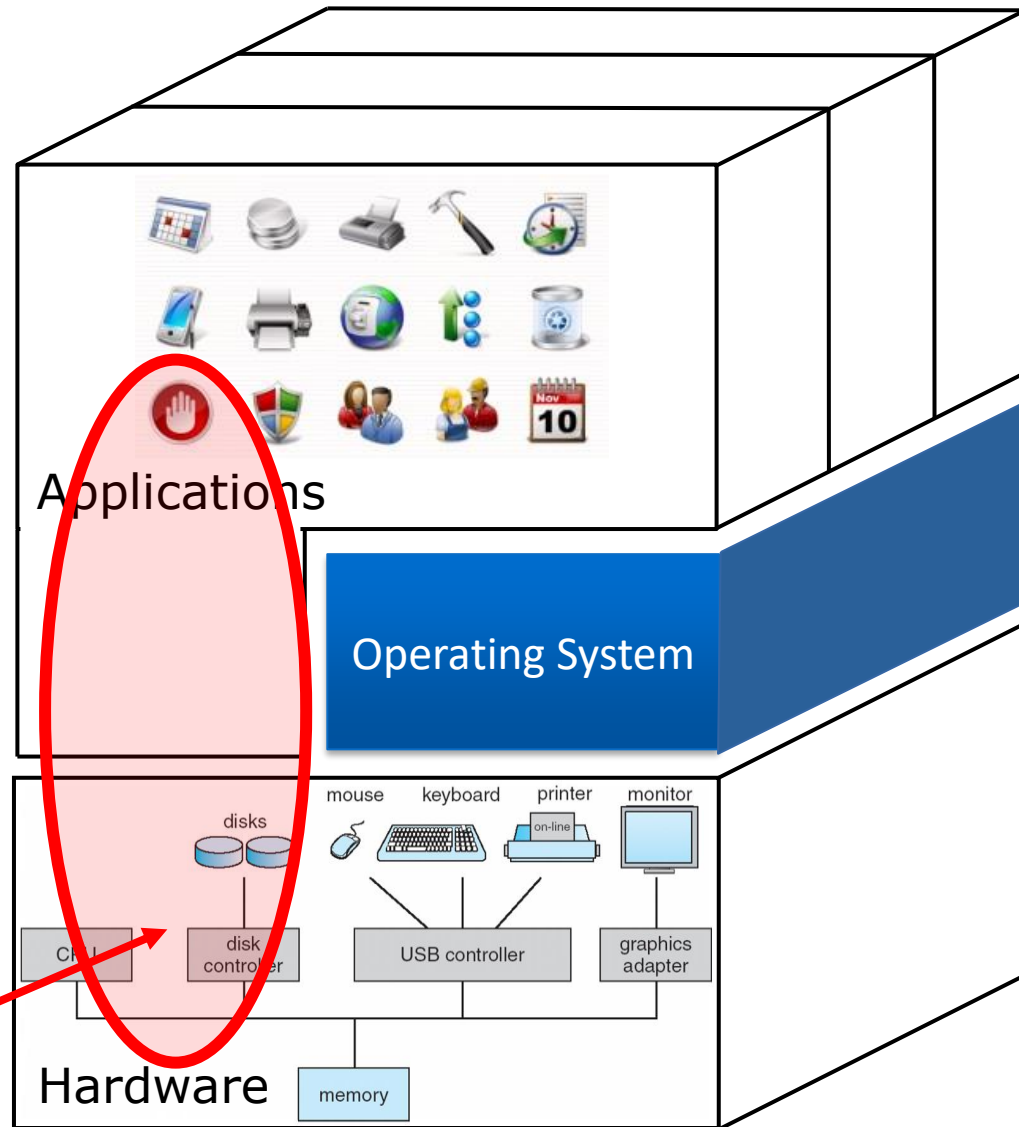 Nov
10
Applications
Operating System
mouse keyboard printer monitor
disks
on-line
CPU
disk
controller
USB controller
graphics
adapter
Hardware
memory